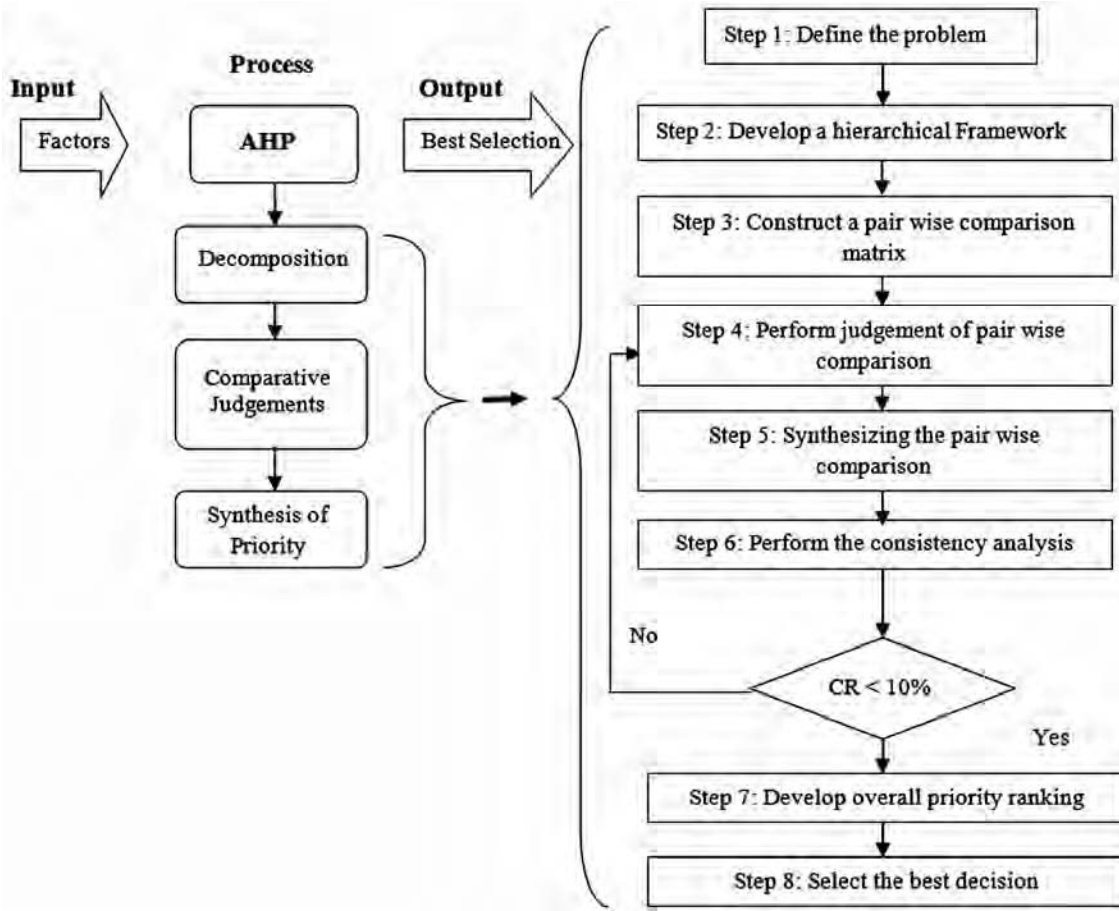 Input
Factors
Process
AHP
Decomposition
Comparative
Judgements
Synthesis of
Priority
Output
Best Selection
Step 1: Define the problem
Step 2: Develop a hierarchical Framework
Step 3: Construct a pair wise comparison
matrix
Step 4: Perform judgement of pair wise
comparison
Step 5: Synthesizing the pair wise
comparison
Step 6: Perform the consistency analysis
No
CR < 10%
Yes
Step 7: Develop overall priority ranking
Step 8: Select the best decision